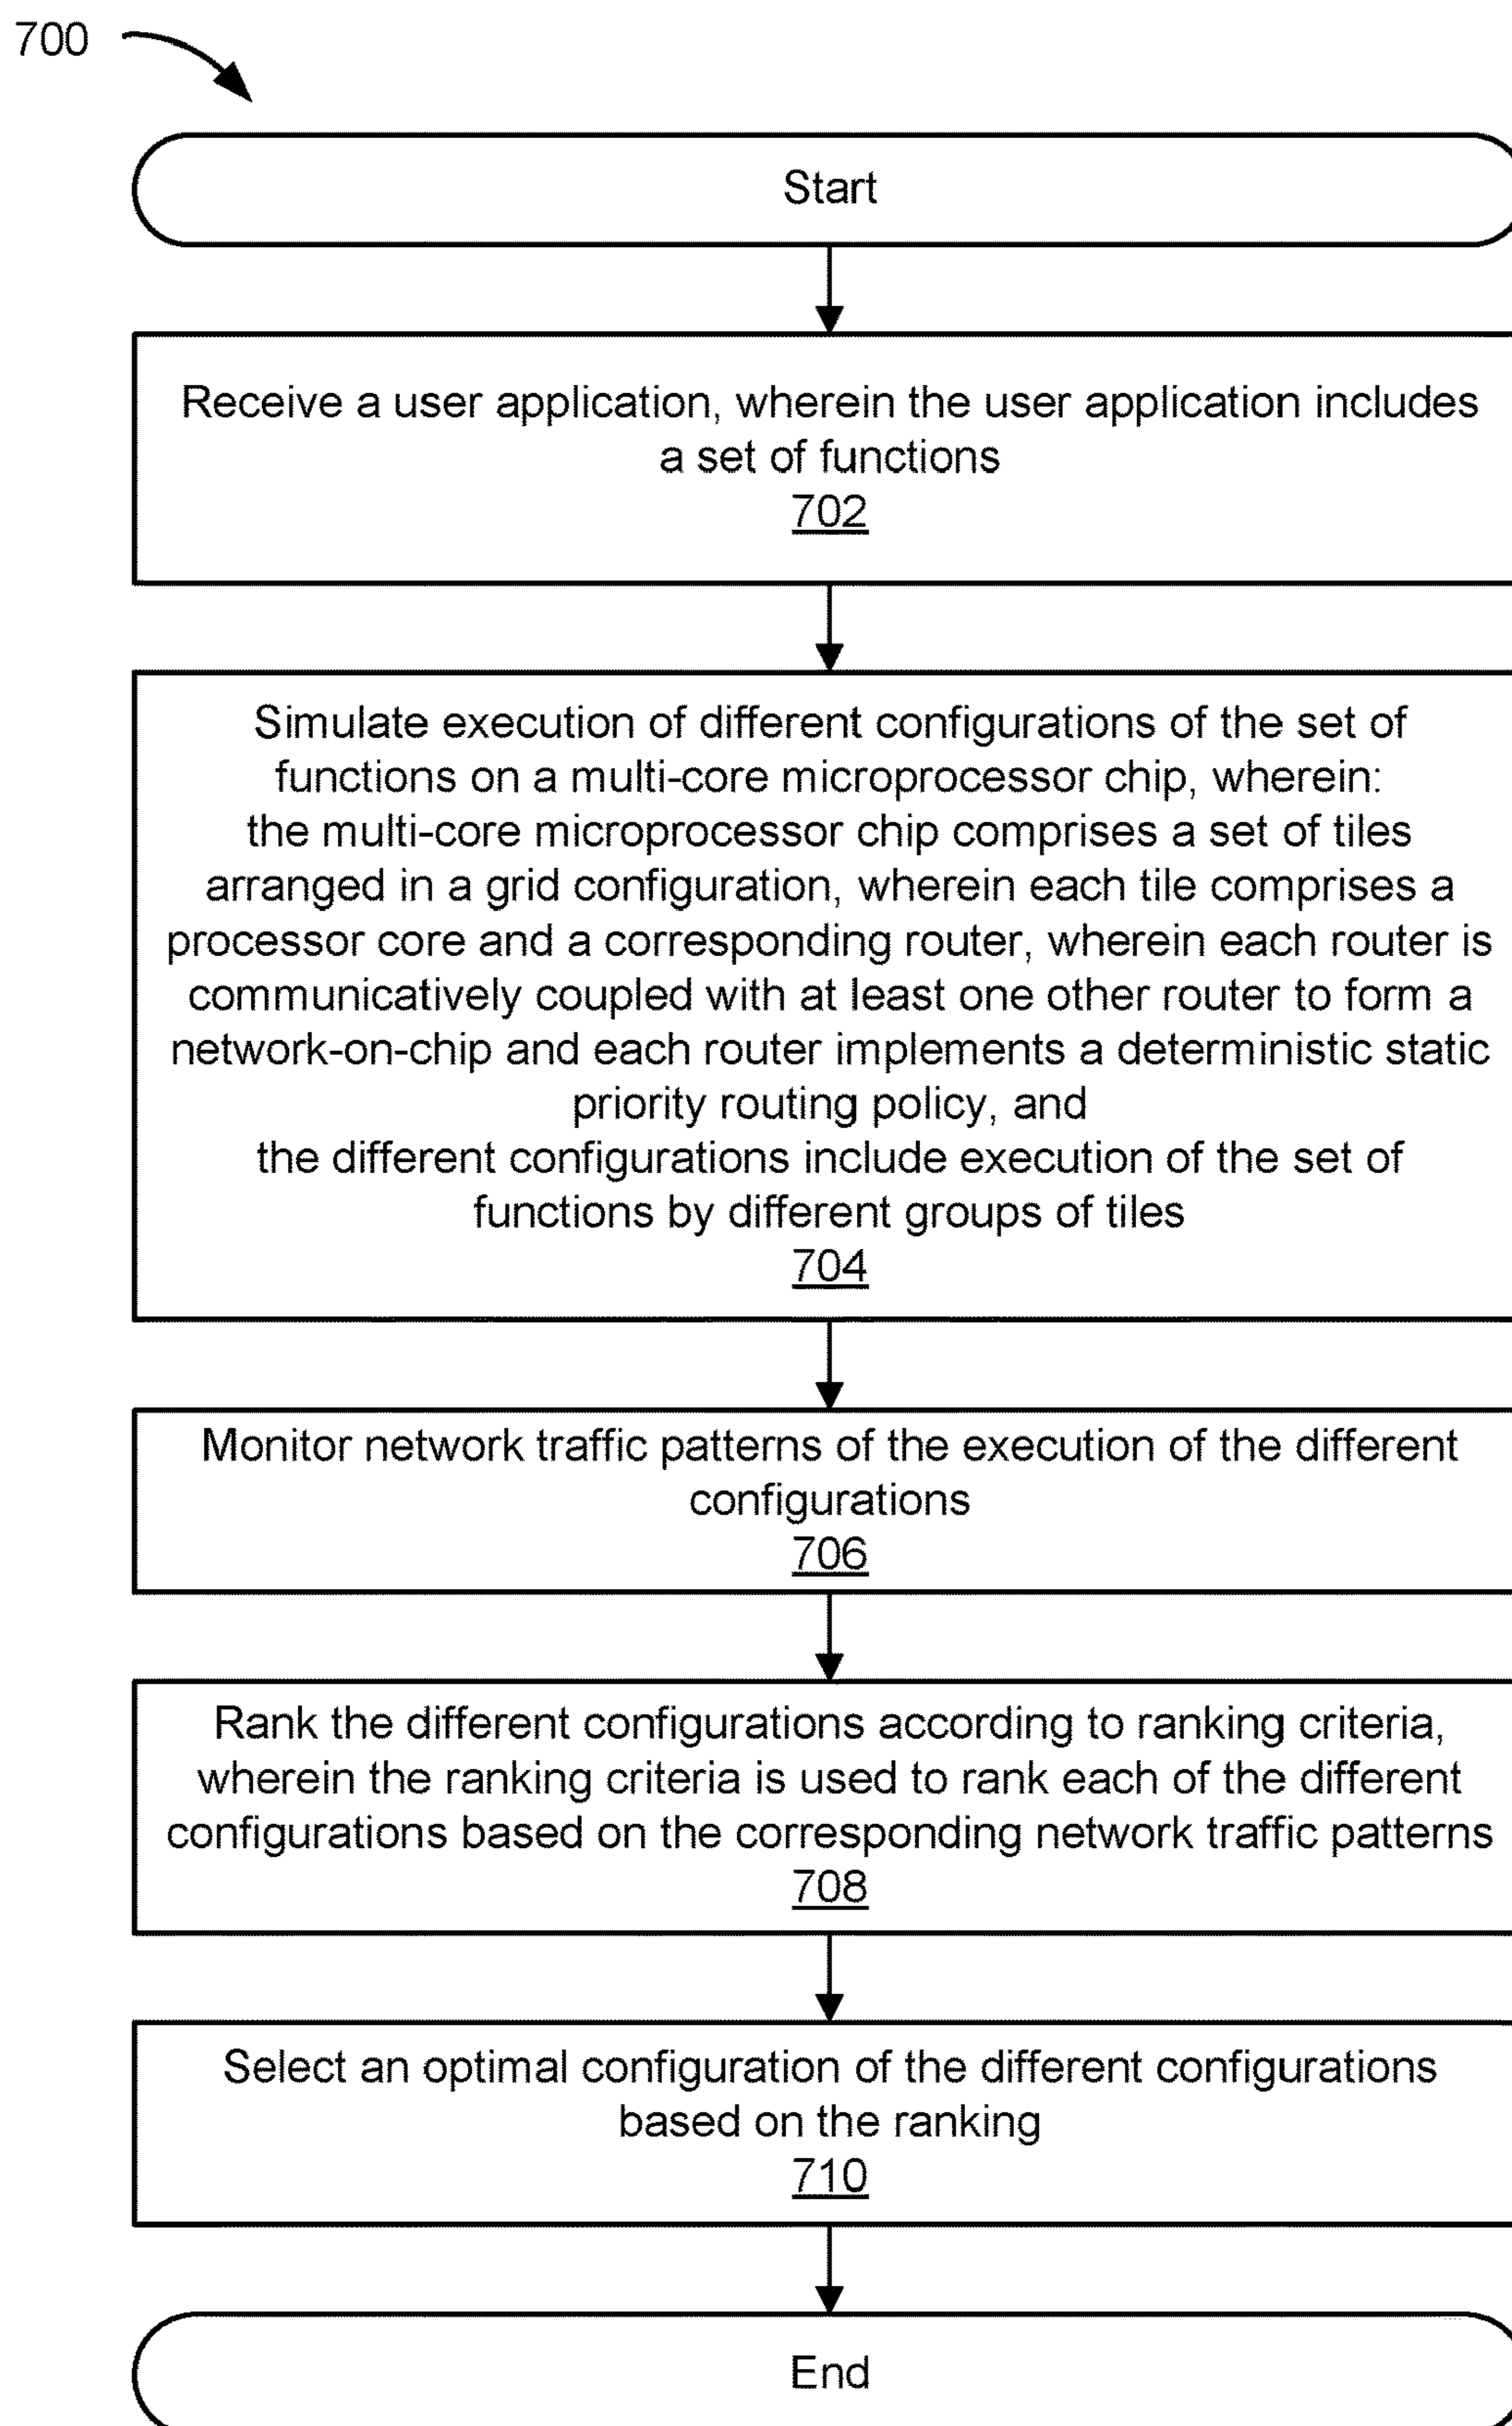 700
Start
Receive a user application, wherein the user application includes
a set of functions
702
Simulate execution of different configurations of the set of
functions on a multi-core microprocessor chip, wherein:
the multi-core microprocessor chip comprises a set of tiles
arranged in a grid configuration, wherein each tile comprises a
processor core and a corresponding router, wherein each router is
communicatively coupled with at least one other router to form a
network-on-chip and each router implements a deterministic static
priority routing policy, and
the different configurations include execution of the set of
functions by different groups of tiles
704
Monitor network traffic patterns of the execution of the different
configurations
706
Rank the different configurations according to ranking criteria,
wherein the ranking criteria is used to rank each of the different
configurations based on the corresponding network traffic patterns
708
Select an optimal configuration of the different configurations
based on the ranking
710
End